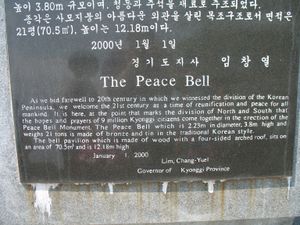 높이 3.80m 규모이며, 청동과 주석을 재료로 주조되었다.
종각은 사모지붕의 아름다운 외관을 살린 목조구조로서 면적은
21평(70.5㎡), 높이는 12.18m이다.
2000년 1월 1일
경기도지사 임창열
The Peace Bell
As we bid farewell to 20th century in which we witnessed the division of the Korean
Peninsula, we welcome the 21st century as a time of reunification and peace for all
mankind. It is here, at the point that marks the division of North and South that
the hopes and prayers of 9 million Kyonggi citizens come together in the erection of the
Peace Bell Monument. The Peace Bell which is 2.23m in diameter, 3.8m high and
weight 21 tons is made of bronze and tin in the traditional Korean style.
The bell pavilion which is made of wood with a four-sided arched roof, sits on
an area of 70.5㎡ and is 12.18m high
January 1. 2000
Lim, Chang-Yuel
Governor of Kyonggi Province